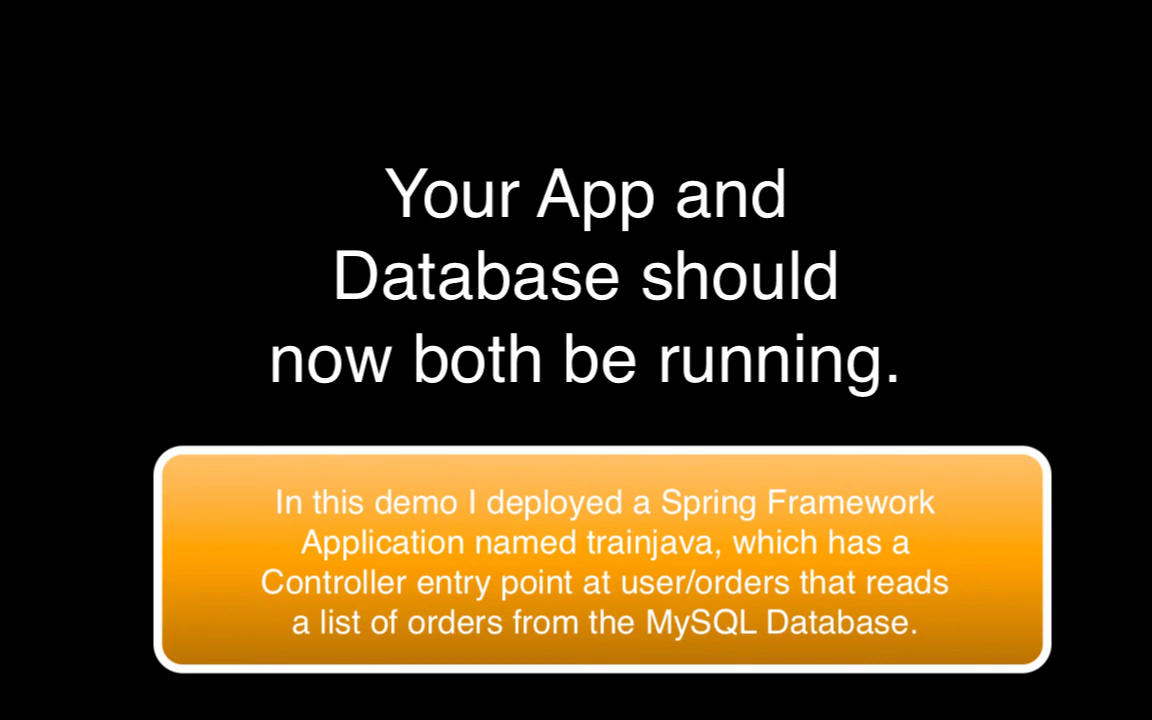 Your App and
Database should
now both be running.
In this demo I deployed a Spring Framework
Application named trainjava, which has a
Controller entry point at user/orders that reads
a list of orders from the MySQL Database.